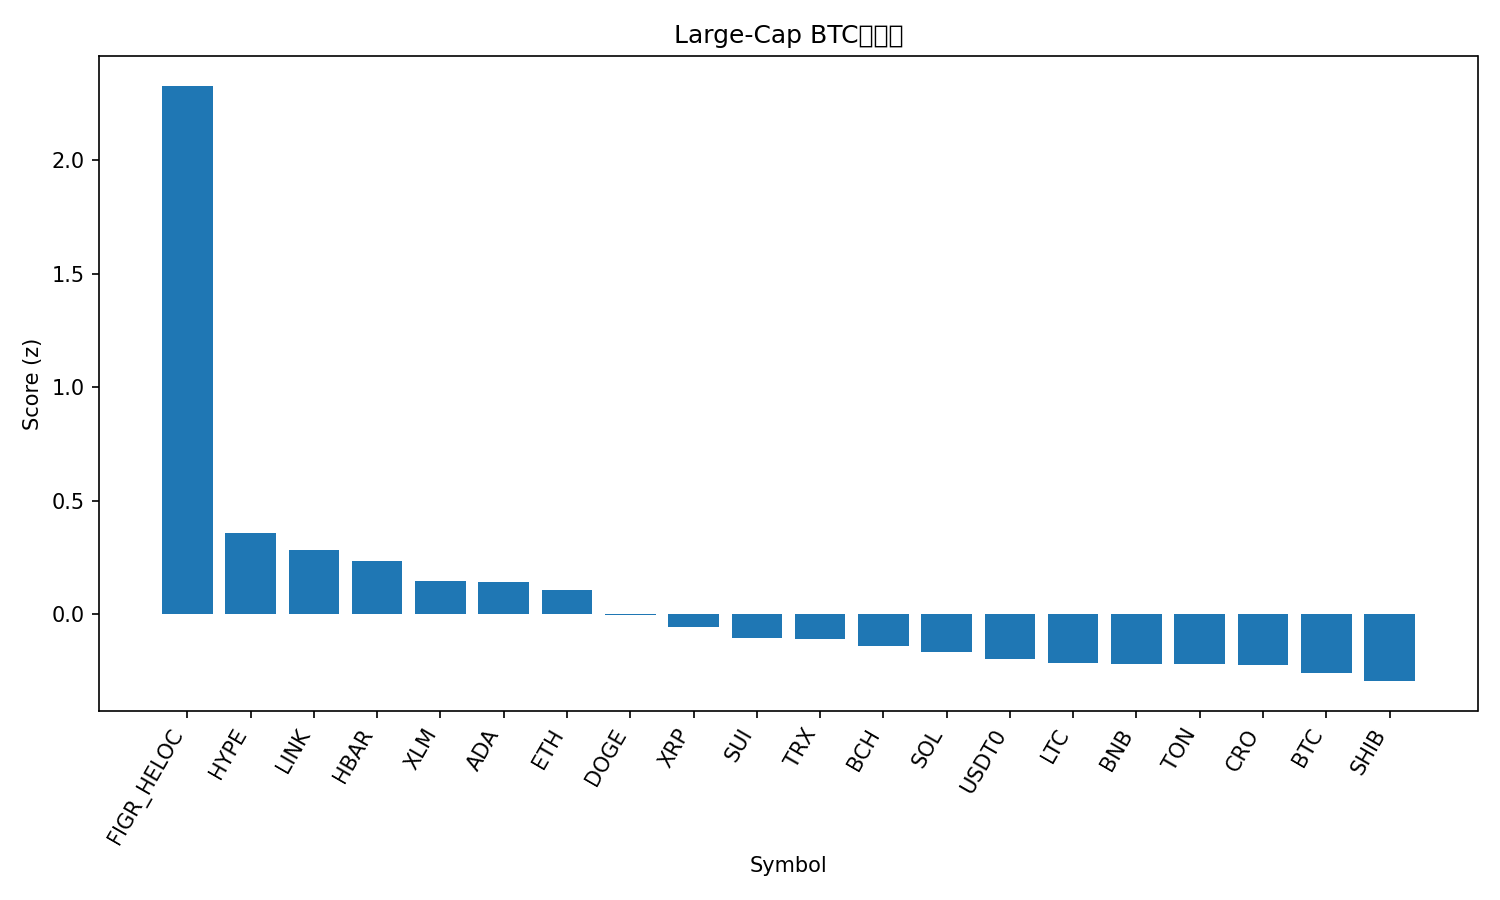 Large-Cap BTC
Score (z)
2.0
1.5
1.0
0.5
0.0
FIGR_HELOC
HYPE
LINK
HBAR
XLM
ADA
ETH
DOGE
XRP
SUI
TRX
BCH
SOL
USDT0
LTC
BNB
TON
CRO
BTC
SHIB
Symbol